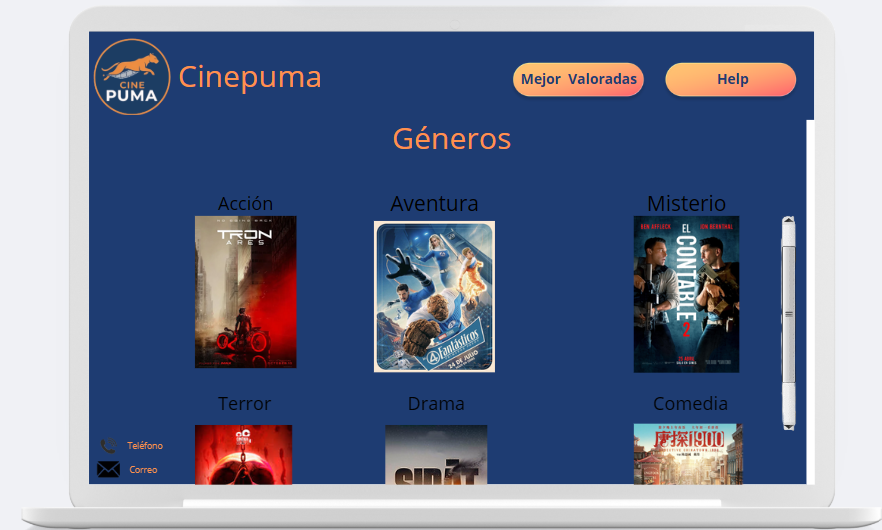 CINE
PUMA
Cinepuma
Mejor Valoradas
Help
Géneros
Acción
Aventura
Misterio
TRON
ARES
4 Fantásticos
24 DE JULIO
BEN AFFLECK
JON BERNTHAL
EL
CONTABLE
2
Terror
Drama
Comedia
Teléfono
Correo
SIRÂT
唐探1900